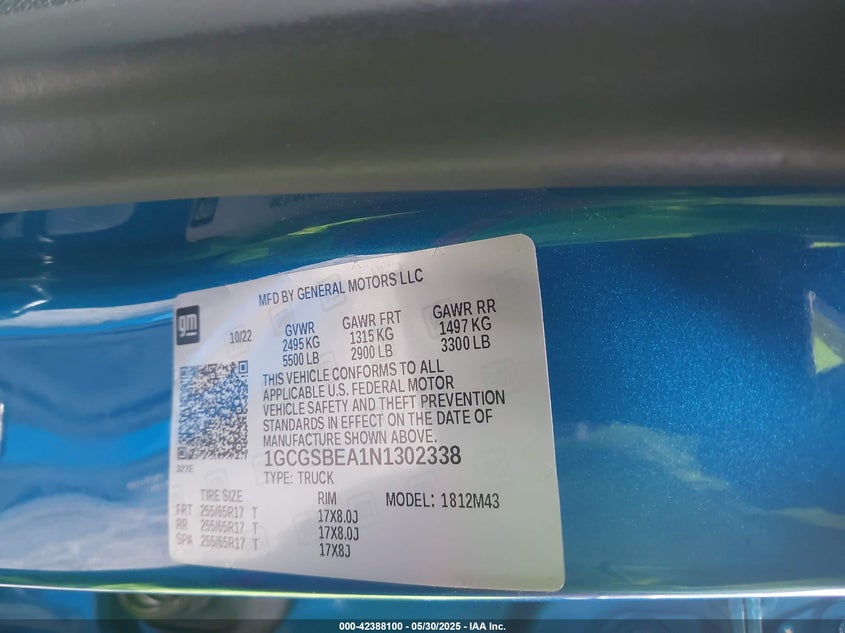 MFD BY GENERAL MOTORS LLC
gm
10/22
GVWR GAWR FRT GAWR RR
2495 KG 1315 KG 1497 KG
5500 LB 2900 LB 3300 LB
THIS VEHICLE CONFORMS TO ALL
APPLICABLE U.S. FEDERAL MOTOR
VEHICLE SAFETY AND THEFT PREVENTION
STANDARDS IN EFFECT ON THE DATE OF
MANUFACTURE SHOWN ABOVE.
327E
1GCGSBEA1N1302338
TYPE: TRUCK
TIRE SIZE RIM MODEL: 1812M43
FRT 255/65R17 T 17X8.0J
RR 255/65R17 T 17X8.0J
SPA 255/65R17 T 17X8J
000-42388100 - 05/30/2025 - IAA Inc.